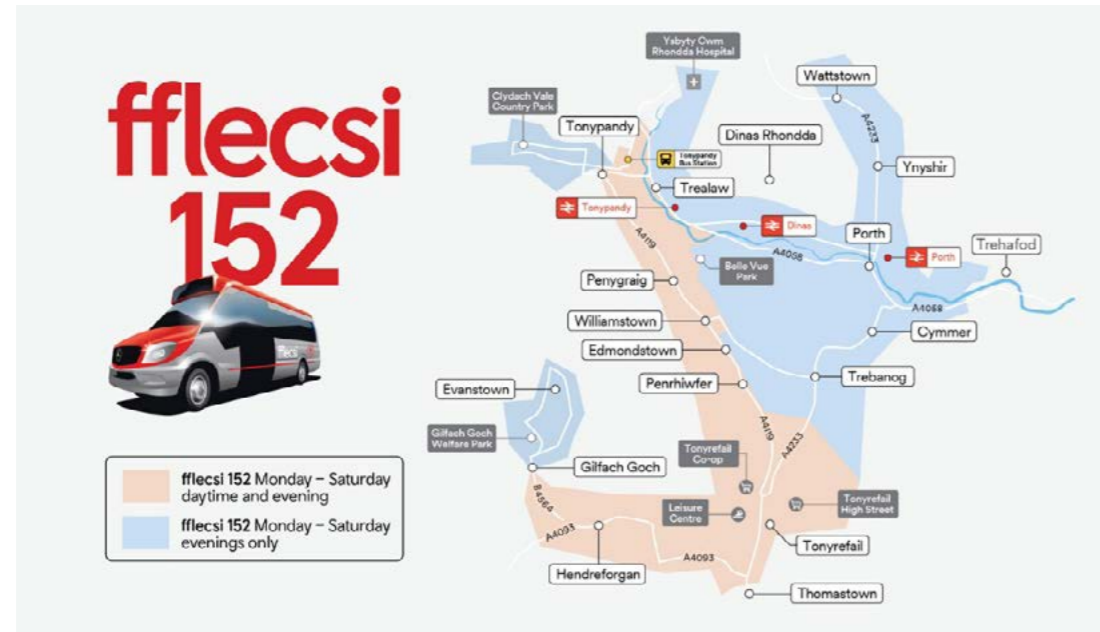 fflecsi
152
fflecsi
fflecsi 152 Monday – Saturday
daytime and evening
fflecsi 152 Monday – Saturday
evenings only
Ysbyty Cwm
Rhondda Hospital
Wattstown
Clydach Vale
Country Park
Tonypandy
Dinas Rhondda
A4233
Tonypandy
Bus Station
Ynyshir
Trealaw
Tonypandy
Dinas
Porth
Trehafod
A4119
A4058
Porth
Belle Vue
Park
Penygraig
A4058
Williamstown
Cymmer
Edmondstown
Evanstown
Penrhiwfer
Trebanog
A4119
A4233
Gilfach Goch
Welfare Park
Tonyrefail
Co-op
Gilfach Goch
B4564
Leisure
Centre
Tonyrefail
High Street
A4093
Tonyrefail
A4093
Hendreforgan
Thomastown